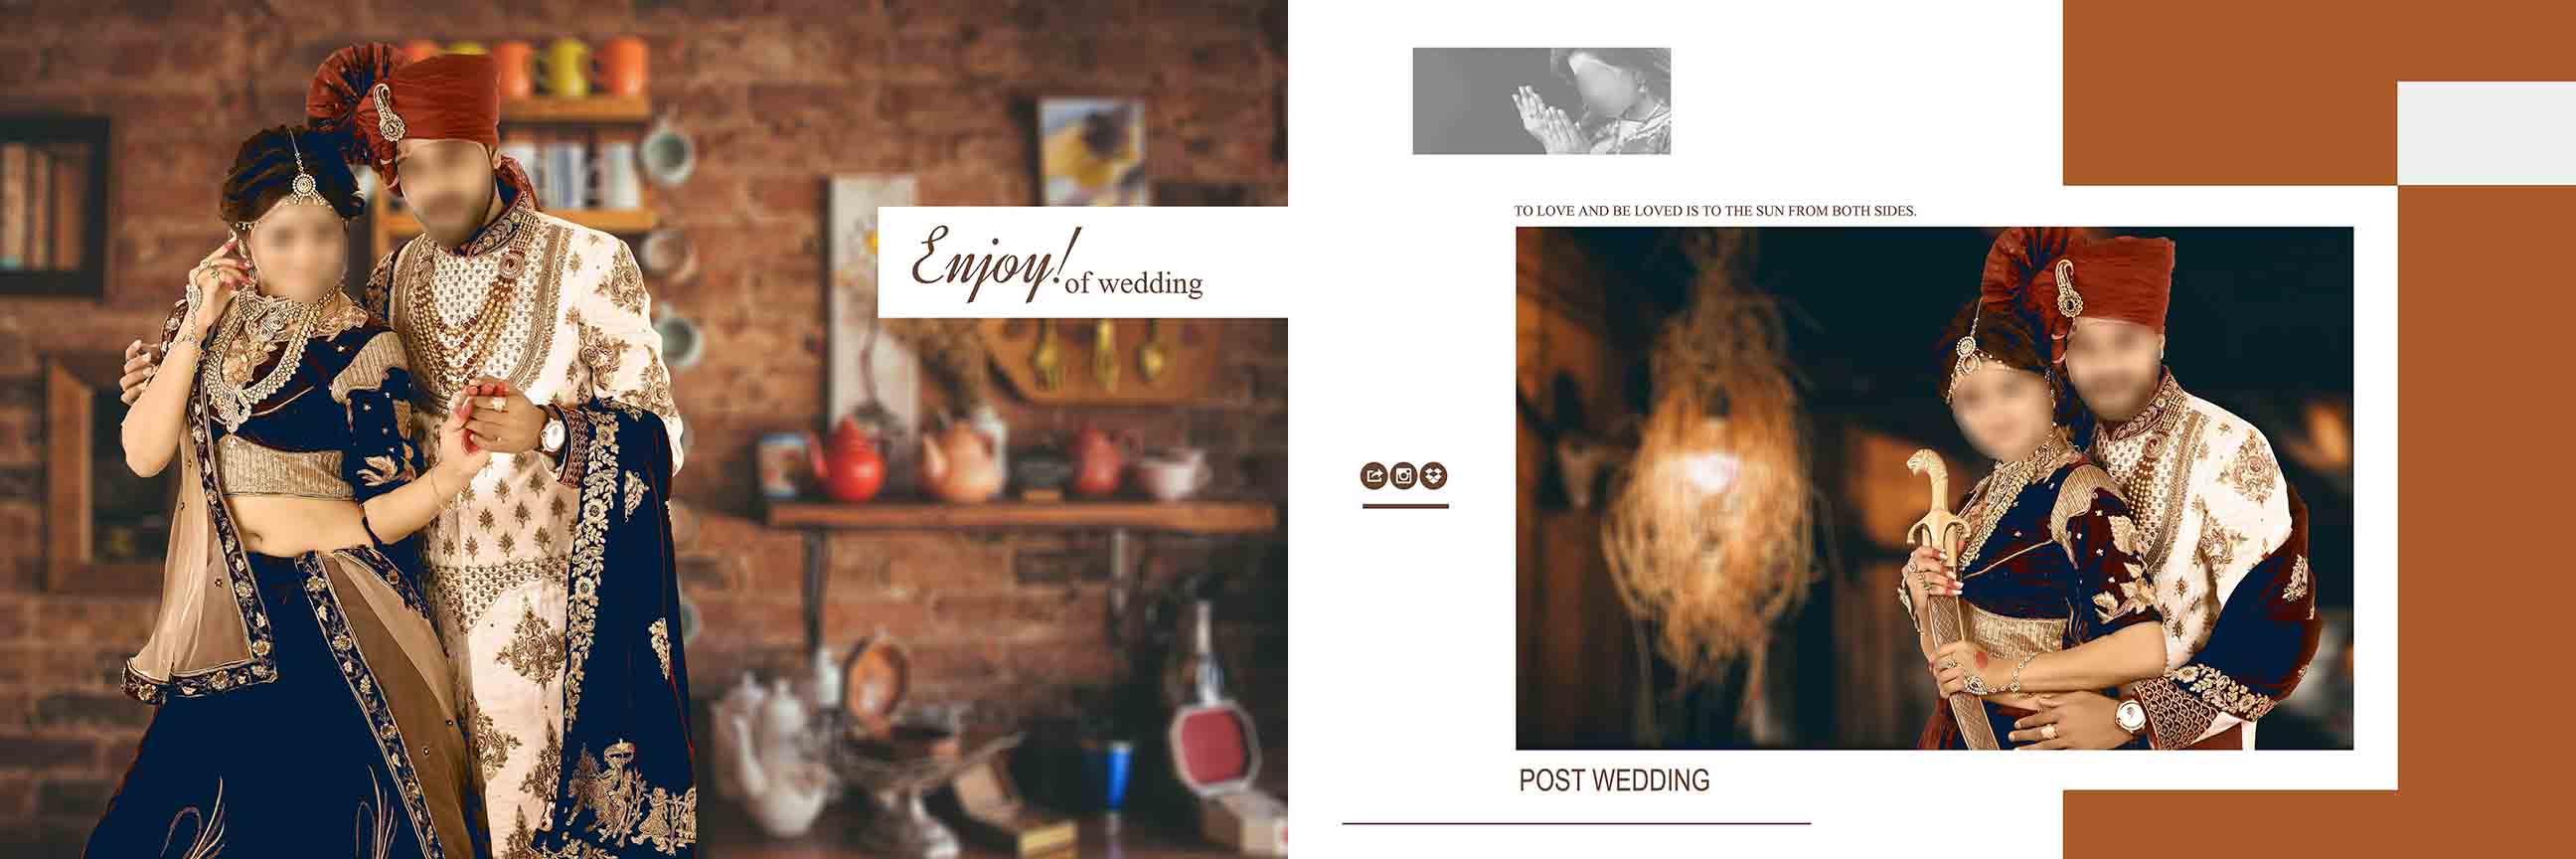 Enjoy! of wedding
TO LOVE AND BE LOVED IS TO THE SUN FROM BOTH SIDES.
POST WEDDING